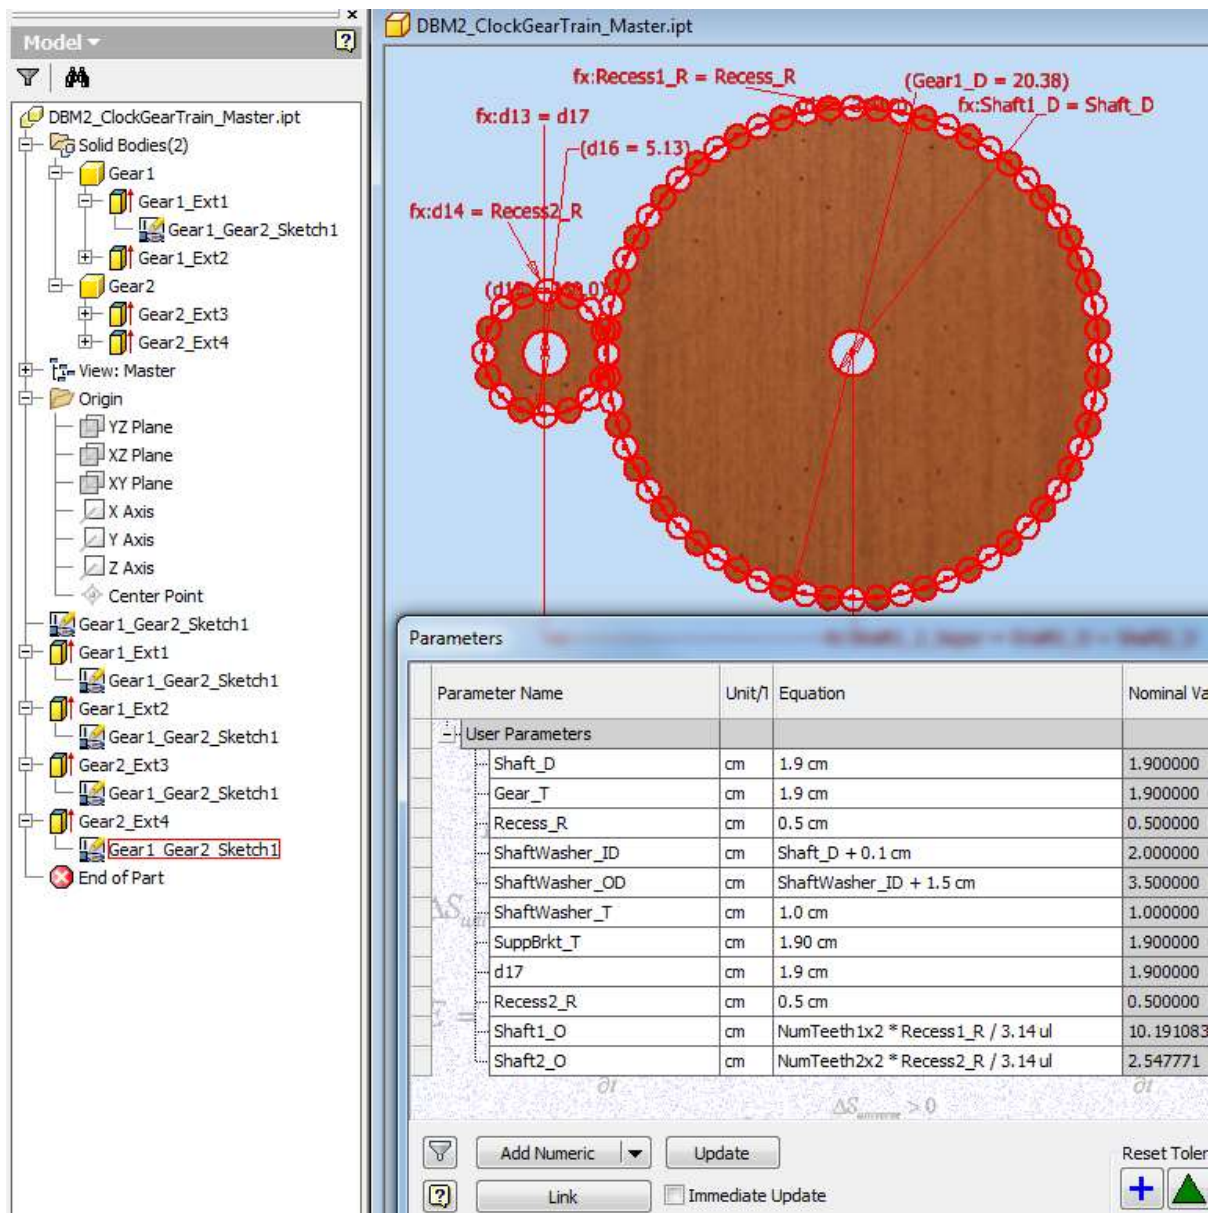 Model
DBM2_ClockGearTrain_Master.ipt
Solid Bodies(2)
Gear1
Gear1_Ext1
Gear1_Gear2_Sketch1
Gear1_Ext2
Gear2
Gear2_Ext3
Gear2_Ext4
View: Master
Origin
YZ Plane
XZ Plane
XY Plane
X Axis
Y Axis
Z Axis
Center Point
Gear1_Gear2_Sketch1
Gear1_Ext1
Gear1_Gear2_Sketch1
Gear1_Ext2
Gear1_Gear2_Sketch1
Gear2_Ext3
Gear1_Gear2_Sketch1
Gear2_Ext4
Gear1_Gear2_Sketch1
End of Part
DBM2_ClockGearTrain_Master.ipt
fx:Recess1_R = Recess_R
(Gear1_D = 20.38)
fx:Shaft1_D = Shaft_D
fx:d13 = d17
(d16 = 5.13)
fx:d14 = Recess2_R
Parameters
Parameter Name Unit/T Equation Nominal Va
User Parameters
Shaft_D cm 1.9 cm 1.900000
Gear_T cm 1.9 cm 1.900000
Recess_R cm 0.5 cm 0.500000
ShaftWasher_ID cm Shaft_D + 0.1 cm 2.000000
ShaftWasher_OD cm ShaftWasher_ID + 1.5 cm 3.500000
ShaftWasher_T cm 1.0 cm 1.000000
SuppBrkt_T cm 1.90 cm 1.900000
d17 cm 1.9 cm 1.900000
Recess2_R cm 0.5 cm 0.500000
Shaft1_O cm NumTeeth1x2 * Recess1_R / 3.14 ul 10.191083
Shaft2_O cm NumTeeth2x2 * Recess2_R / 3.14 ul 2.547771
Add Numeric Update Reset Toler
Link Immediate Update